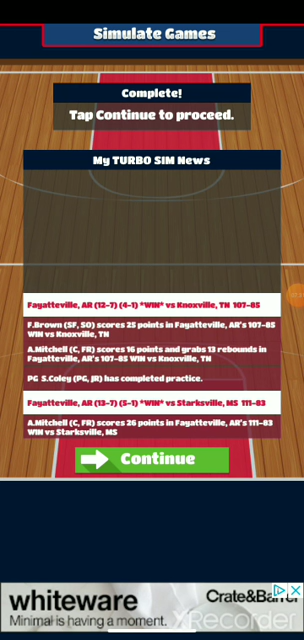 Simulate Games
Complete!
Tap Continue to proceed.
My TURBO SIM News
Fayatteville, AR (12-7) (4-1) *WIN* vs Knoxville, TN 107-85
F.Brown (SF, SO) scores 25 points in Fayatteville, AR's 107-85
WIN vs Knoxville, TN
A.Mitchell (C, FR) scores 16 points and grabs 13 rebounds in
Fayatteville, AR's 107-85 WIN vs Knoxville, TN
PG S.Coley (PG, JR) has completed practice.
Fayatteville, AR (13-7) (5-1) *WIN* vs Starksville, MS 111-83
A.Mitchell (C, FR) scores 26 points in Fayatteville, AR's 111-83
WIN vs Starksville, MS
Continue
whiteware
Minimal is having a moment.
Crate&Barrel
XRecorder